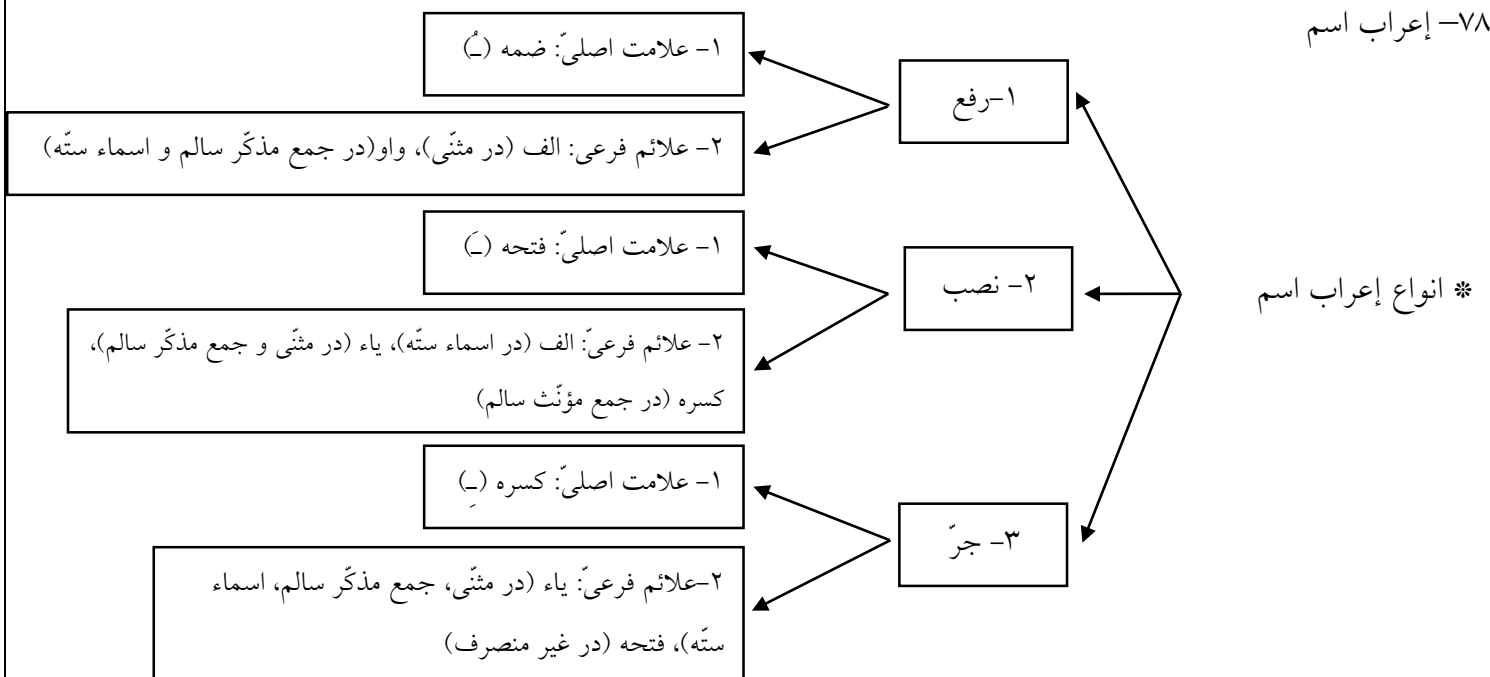 ۷۸– إعراب اسم
* انواع إعراب اسم
۱–رفع
۱– علامت اصلیّ: ضمه (ـُ)
۲– علائم فرعی: الف (در مثنّی)، واو(در جمع مذکّر سالم و اسماء ستّه)
۲– نصب
۱– علامت اصلیّ: فتحه (ـَ)
۲– علائم فرعیّ: الف (در اسماء ستّه)، یاء (در مثنّی و جمع مذکّر سالم)،
کسره (در جمع مؤنّث سالم)
۳– جرّ
۱– علامت اصلیّ: کسره (ـِ)
۲–علائم فرعیّ: یاء (در مثنّی، جمع مذکّر سالم، اسماء
ستّه)، فتحه (در غیر منصرف)